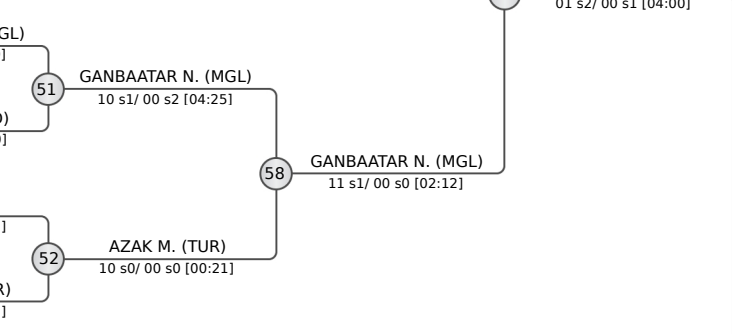 01 s2/ 00 s1 [04:00]
GL)
]
51
GANBAATAR N. (MGL)
10 s1/ 00 s2 [04:25]
)
]
58
GANBAATAR N. (MGL)
11 s1/ 00 s0 [02:12]
]
52
AZAK M. (TUR)
10 s0/ 00 s0 [00:21]
R)
]